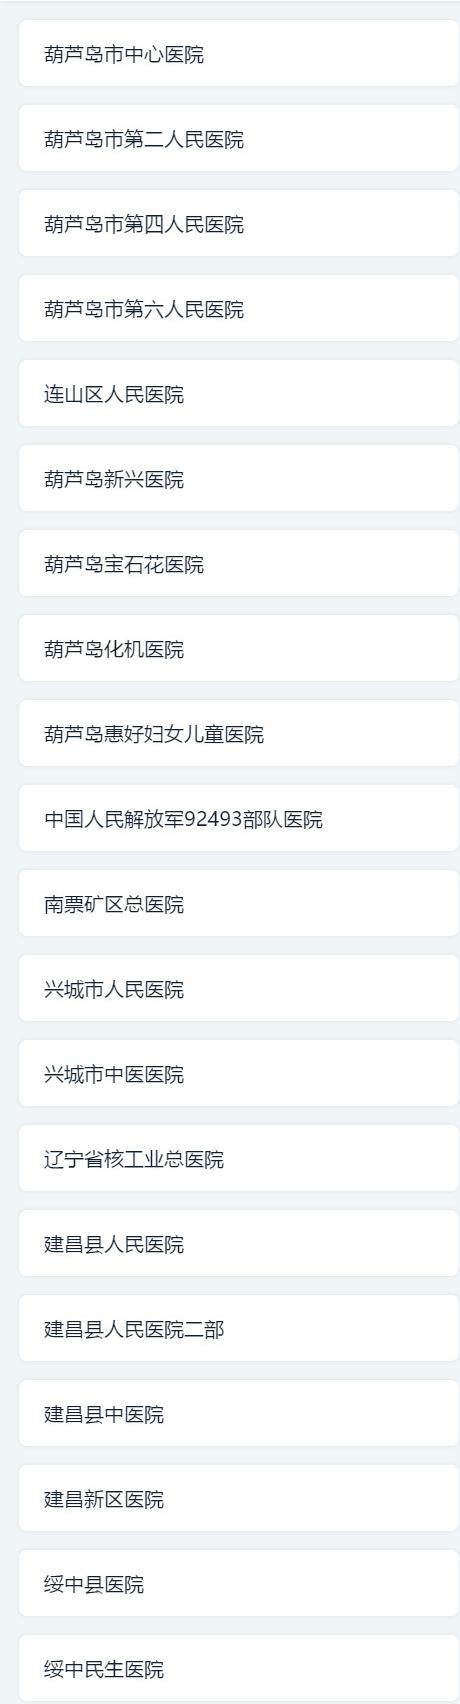 葫芦岛市中心医院
葫芦岛市第二人民医院
葫芦岛市第四人民医院
葫芦岛市第六人民医院
连山区人民医院
葫芦岛新兴医院
葫芦岛宝石花医院
葫芦岛化机医院
葫芦岛惠好妇女儿童医院
中国人民解放军92493部队医院
南票矿区总医院
兴城市人民医院
兴城市中医医院
辽宁省核工业总医院
建昌县人民医院
建昌县人民医院二部
建昌县中医院
建昌新区医院
绥中县医院
绥中民生医院